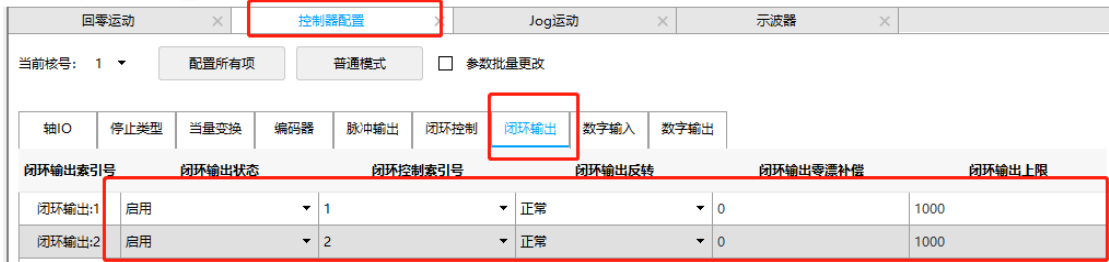 回零运动 × 控制器配置 × Jog运动 × 示波器 ×
当前核号： 1 配置所有项 普通模式 参数批量更改
轴IO 停止类型 当量变换 编码器 脉冲输出 闭环控制 闭环输出 数字输入 数字输出
闭环输出索引号 闭环输出状态 闭环控制索引号 闭环输出反转 闭环输出零漂补偿 闭环输出上限
闭环输出:1 启用 1 正常 0 1000
闭环输出:2 启用 2 正常 0 1000